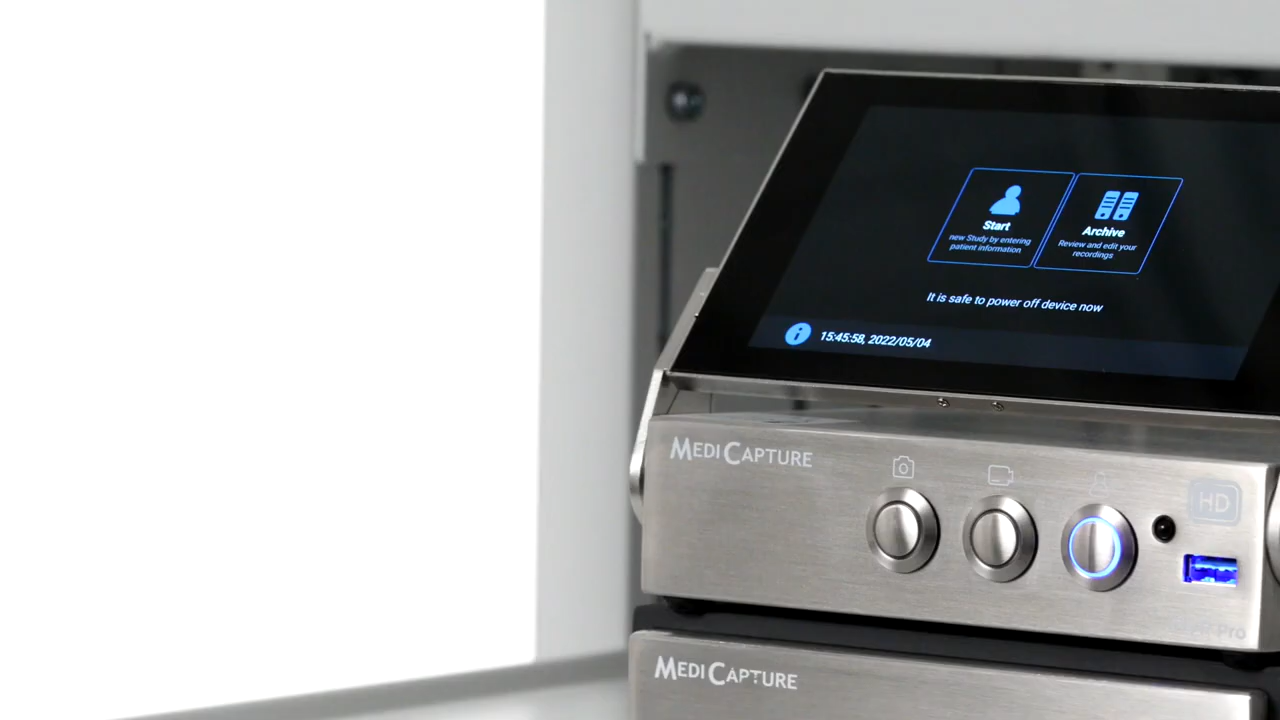 Start
new Study by entering
patient information
Archive
Review and edit your
recordings
It is safe to power off device now
i
15:45:58, 2022/05/04
MEDICAPTURE
HD
Pro
MEDICAPTURE